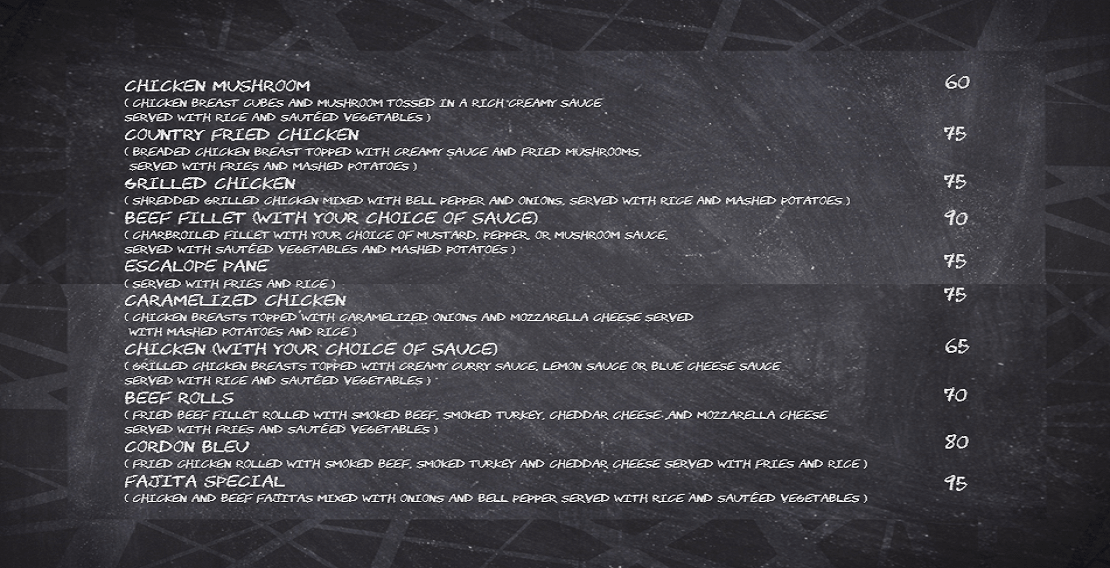 CHICKEN MUSHROOM 60
( CHICKEN BREAST CUBES AND MUSHROOM TOSSED IN A RICH CREAMY SAUCE
SERVED WITH RICE AND SAUTÉED VEGETABLES )
COUNTRY FRIED CHICKEN 75
( BREADED CHICKEN BREAST TOPPED WITH CREAMY SAUCE AND FRIED MUSHROOMS,
SERVED WITH FRIES AND MASHED POTATOES )
GRILLED CHICKEN 75
( SHREDDED GRILLED CHICKEN MIXED WITH BELL PEPPER AND ONIONS, SERVED WITH RICE AND MASHED POTATOES )
BEEF FILLET (WITH YOUR CHOICE OF SAUCE) 90
( CHARBROILED FILLET WITH YOUR CHOICE OF MUSTARD, PEPPER, OR MUSHROOM SAUCE,
SERVED WITH SAUTÉED VEGETABLES AND MASHED POTATOES )
ESCALOPE PANE 75
( SERVED WITH FRIES AND RICE )
CARAMELIZED CHICKEN 75
( CHICKEN BREASTS TOPPED WITH CARAMELIZED ONIONS AND MOZZARELLA CHEESE SERVED
WITH MASHED POTATOES AND RICE )
CHICKEN (WITH YOUR CHOICE OF SAUCE) 65
( GRILLED CHICKEN BREASTS TOPPED WITH CREAMY CURRY SAUCE, LEMON SAUCE OR BLUE CHEESE SAUCE
SERVED WITH RICE AND SAUTÉED VEGETABLES )
BEEF ROLLS 70
( FRIED BEEF FILLET ROLLED WITH SMOKED BEEF, SMOKED TURKEY, CHEDDAR CHEESE AND MOZZARELLA CHEESE
SERVED WITH FRIES AND SAUTÉED VEGETABLES )
CORDON BLEU 80
( FRIED CHICKEN ROLLED WITH SMOKED BEEF, SMOKED TURKEY AND CHEDDAR CHEESE SERVED WITH FRIES AND RICE )
FAJITA SPECIAL 95
( CHICKEN AND BEEF FAJITAS MIXED WITH ONIONS AND BELL PEPPER SERVED WITH RICE AND SAUTÉED VEGETABLES )